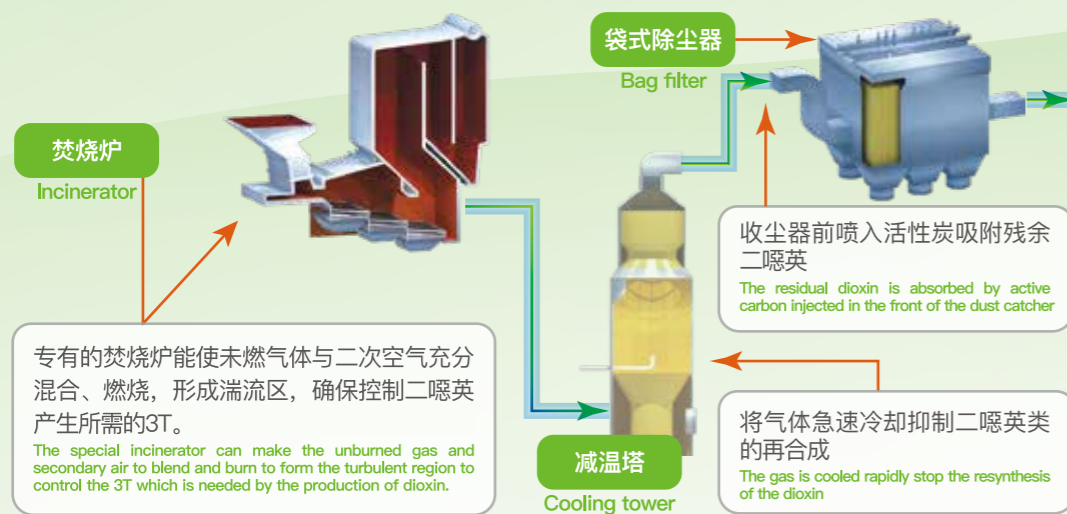 焚烧炉
Incinerator
专有的焚烧炉能使未燃气体与二次空气充分
混合、燃烧，形成湍流区，确保控制二噁英
产生所需的3T。
The special incinerator can make the unburned gas and
secondary air to blend and burn to form the turbulent region to
control the 3T which is needed by the production of dioxin.
袋式除尘器
Bag filter
收尘器前喷入活性炭吸附残余
二噁英
The residual dioxin is absorbed by active
carbon injected in the front of the dust catcher
减温塔
Cooling tower
将气体急速冷却抑制二噁英类
的再合成
The gas is cooled rapidly stop the resynthesis
of the dioxin